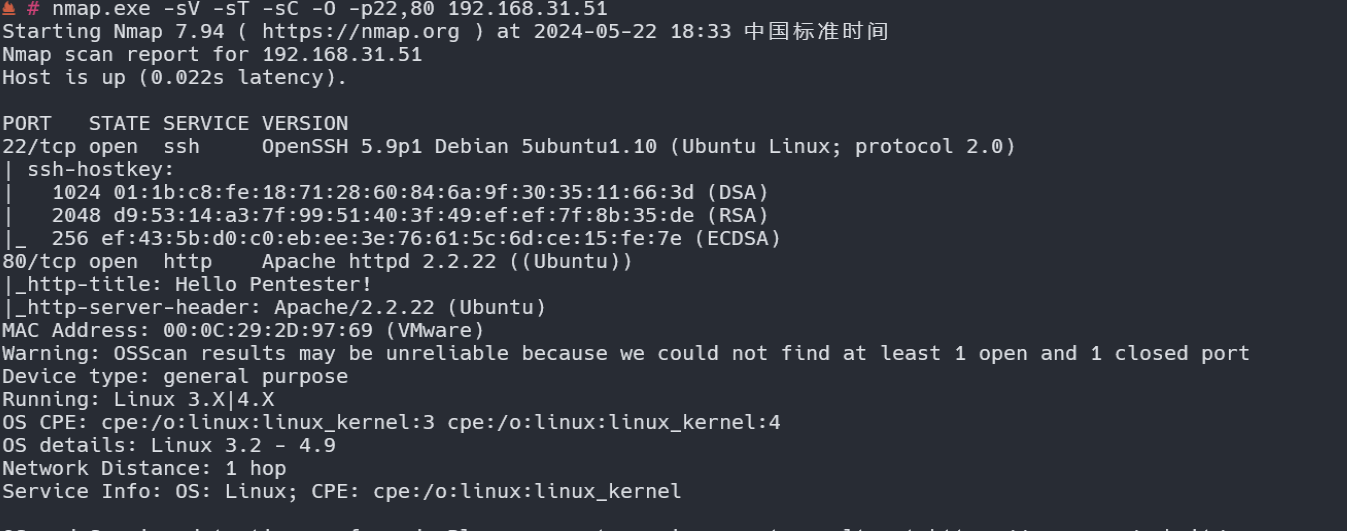 # nmap.exe -sV -sT -sC -O -p22,80 192.168.31.51
Starting Nmap 7.94 ( https://nmap.org ) at 2024-05-22 18:33 中国标准时间
Nmap scan report for 192.168.31.51
Host is up (0.022s latency).
PORT   STATE SERVICE VERSION
22/tcp open  ssh     OpenSSH 5.9p1 Debian 5ubuntu1.10 (Ubuntu Linux; protocol 2.0)
| ssh-hostkey:
|   1024 01:1b:c8:fe:18:71:28:60:84:6a:9f:30:35:11:66:3d (DSA)
|   2048 d9:53:14:a3:7f:99:51:40:3f:49:ef:ef:7f:8b:35:de (RSA)
|_  256 ef:43:5b:d0:c0:eb:ee:3e:76:61:5c:6d:ce:15:fe:7e (ECDSA)
80/tcp open  http    Apache httpd 2.2.22 ((Ubuntu))
|_http-title: Hello Pentester!
|_http-server-header: Apache/2.2.22 (Ubuntu)
MAC Address: 00:0C:29:2D:97:69 (VMware)
Warning: OSScan results may be unreliable because we could not find at least 1 open and 1 closed port
Device type: general purpose
Running: Linux 3.X|4.X
OS CPE: cpe:/o:linux:linux_kernel:3 cpe:/o:linux:linux_kernel:4
OS details: Linux 3.2 - 4.9
Network Distance: 1 hop
Service Info: OS: Linux; CPE: cpe:/o:linux:linux_kernel